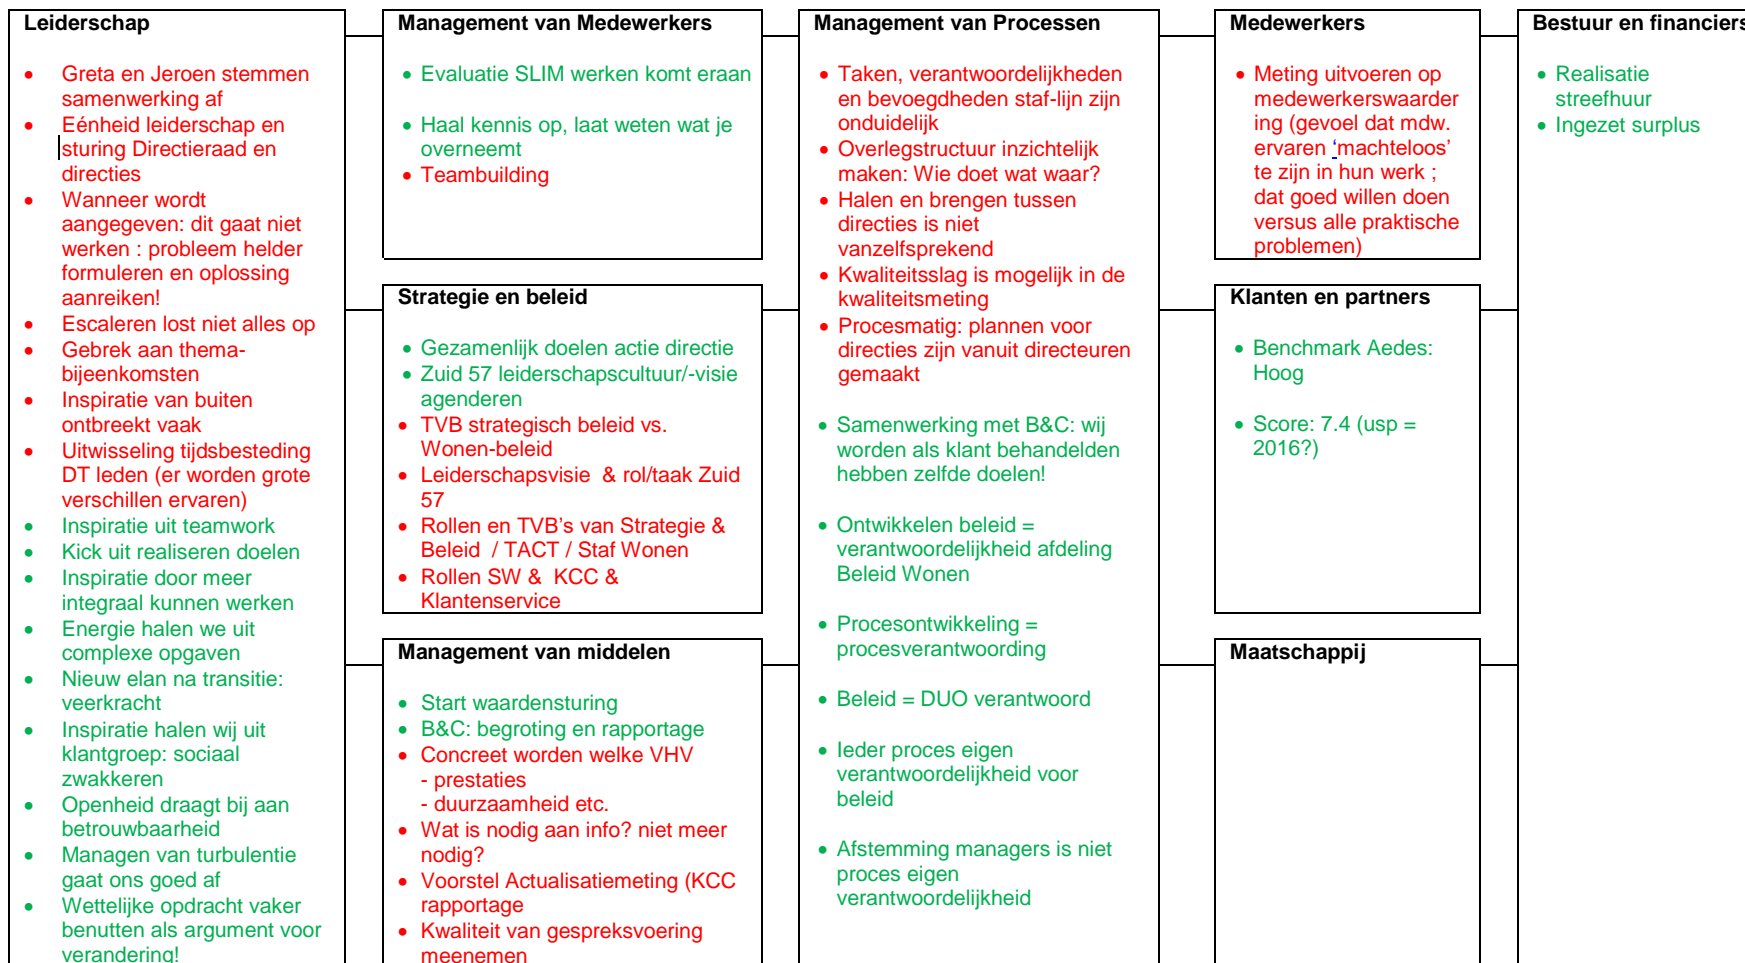 Leiderschap
• Greta en Jeroen stemmen
samenwerking af
• Eénheid leiderschap en
sturing Directieraad en
directies
• Wanneer wordt
aangegeven: dit gaat niet
werken : probleem helder
formuleren en oplossing
aanreiken!
• Escaleren lost niet alles op
• Gebrek aan thema-
bijeenkomsten
• Inspiratie van buiten
ontbreekt vaak
• Uitwisseling tijdsbesteding
DT leden (er worden grote
verschillen ervaren)
• Inspiratie uit teamwork
• Kick uit realiseren doelen
• Inspiratie door meer
integraal kunnen werken
• Energie halen we uit
complexe opgaven
• Nieuw elan na transitie:
veerkracht
• Inspiratie halen wij uit
klantgroep: sociaal
zwakkeren
• Openheid draagt bij aan
betrouwbaarheid
• Managen van turbulentie
gaat ons goed af
• Wettelijke opdracht vaker
benutten als argument voor
verandering!
Management van Medewerkers
• Evaluatie SLIM werken komt eraan
• Haal kennis op, laat weten wat je
overneemt
• Teambuilding
Strategie en beleid
• Gezamenlijk doelen actie directie
• Zuid 57 leiderschapscultuur/-visie
agenderen
• TVB strategisch beleid vs.
Wonen-beleid
• Leiderschapsvisie & rol/taak Zuid
57
• Rollen en TVB's van Strategie &
Beleid / TACT / Staf Wonen
• Rollen SW & KCC &
Klantenservice
Management van middelen
• Start waardensturing
• B&C: begroting en rapportage
• Concreet worden welke VHV
- prestaties
- duurzaamheid etc.
• Wat is nodig aan info? niet meer
nodig?
• Voorstel Actualisatiemeting (KCC
rapportage
• Kwaliteit van gespreksvoering
meenemen
Management van Processen
• Taken, verantwoordelijkheden
en bevoegdheden staf-lijn zijn
onduidelijk
• Overlegstructuur inzichtelijk
maken: Wie doet wat waar?
• Halen en brengen tussen
directies is niet
vanzelfsprekend
• Kwaliteitsslag is mogelijk in de
kwaliteitsmeting
• Procesmatig: plannen voor
directies zijn vanuit directeuren
gemaakt
• Samenwerking met B&C: wij
worden als klant behandelden
hebben zelfde doelen!
• Ontwikkelen beleid =
verantwoordelijkheid afdeling
Beleid Wonen
• Procesontwikkeling =
procesverantwoording
• Beleid = DUO verantwoord
• Ieder proces eigen
verantwoordelijkheid voor
beleid
• Afstemming managers is niet
proces eigen
verantwoordelijkheid
Medewerkers
• Meting uitvoeren op
medewerkerswaarder
ing (gevoel dat mdw.
ervaren ‘machteloos’
te zijn in hun werk ;
dat goed willen doen
versus alle praktische
problemen)
Klanten en partners
• Benchmark Aedes:
Hoog
• Score: 7.4 (usp =
2016?)
Maatschappij
Bestuur en financiers
• Realisatie
streefhuur
• Ingezet surplus